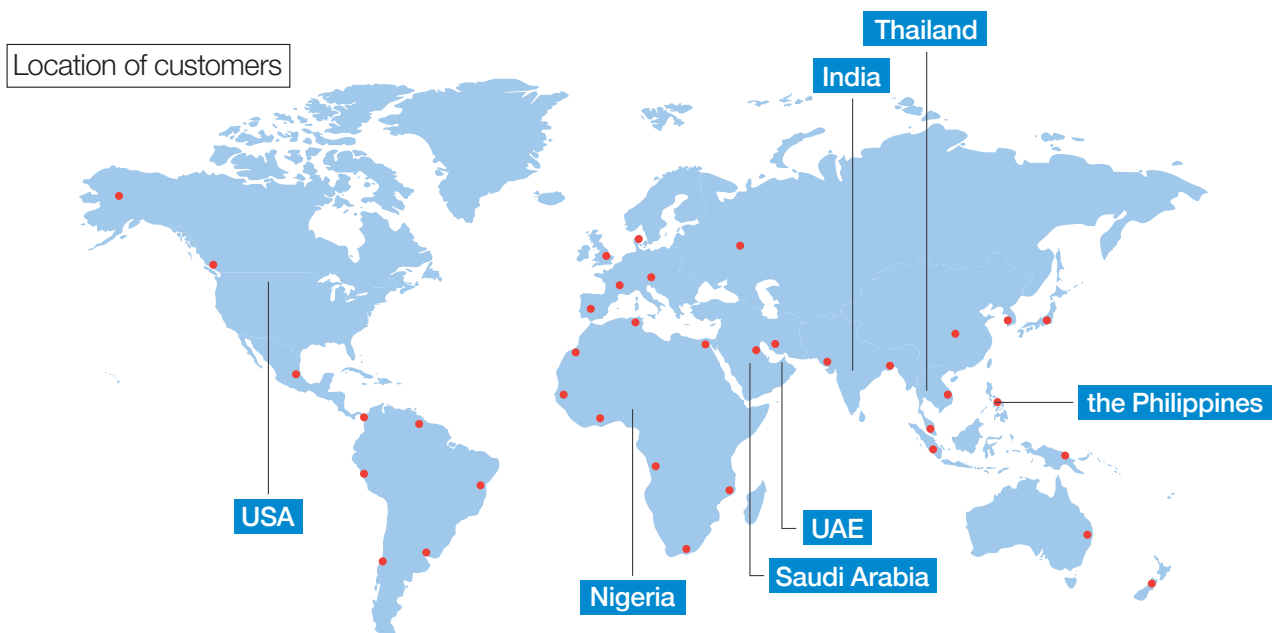 Location of customers
Thailand
India
the Philippines
USA
UAE
Saudi Arabia
Nigeria